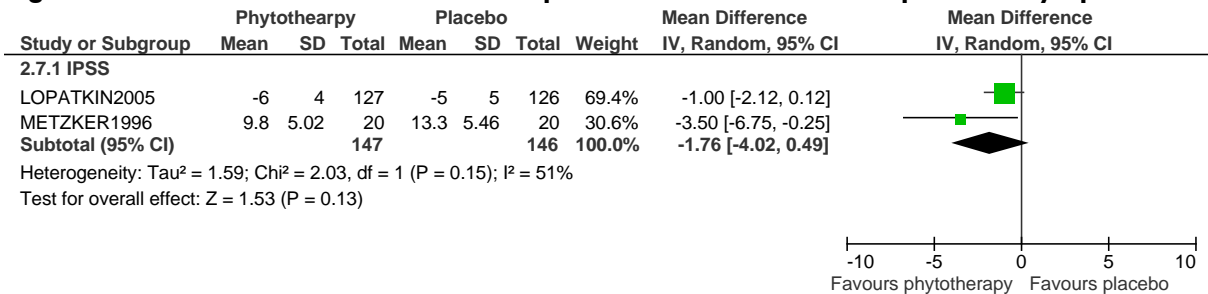 Phytothearpy Placebo Mean Difference Mean Difference
Study or Subgroup Mean SD Total Mean SD Total Weight IV, Random, 95% CI IV, Random, 95% CI
2.7.1 IPSS
LOPATKIN2005 -6 4 127 -5 5 126 69.4% -1.00 [-2.12, 0.12]
METZKER1996 9.8 5.02 20 13.3 5.46 20 30.6% -3.50 [-6.75, -0.25]
Subtotal (95% CI) 147 146 100.0% -1.76 [-4.02, 0.49]
Heterogeneity: Tau² = 1.59; Chi² = 2.03, df = 1 (P = 0.15); I² = 51%
Test for overall effect: Z = 1.53 (P = 0.13)
-10 -5 0 5 10
Favours phytotherapy Favours placebo